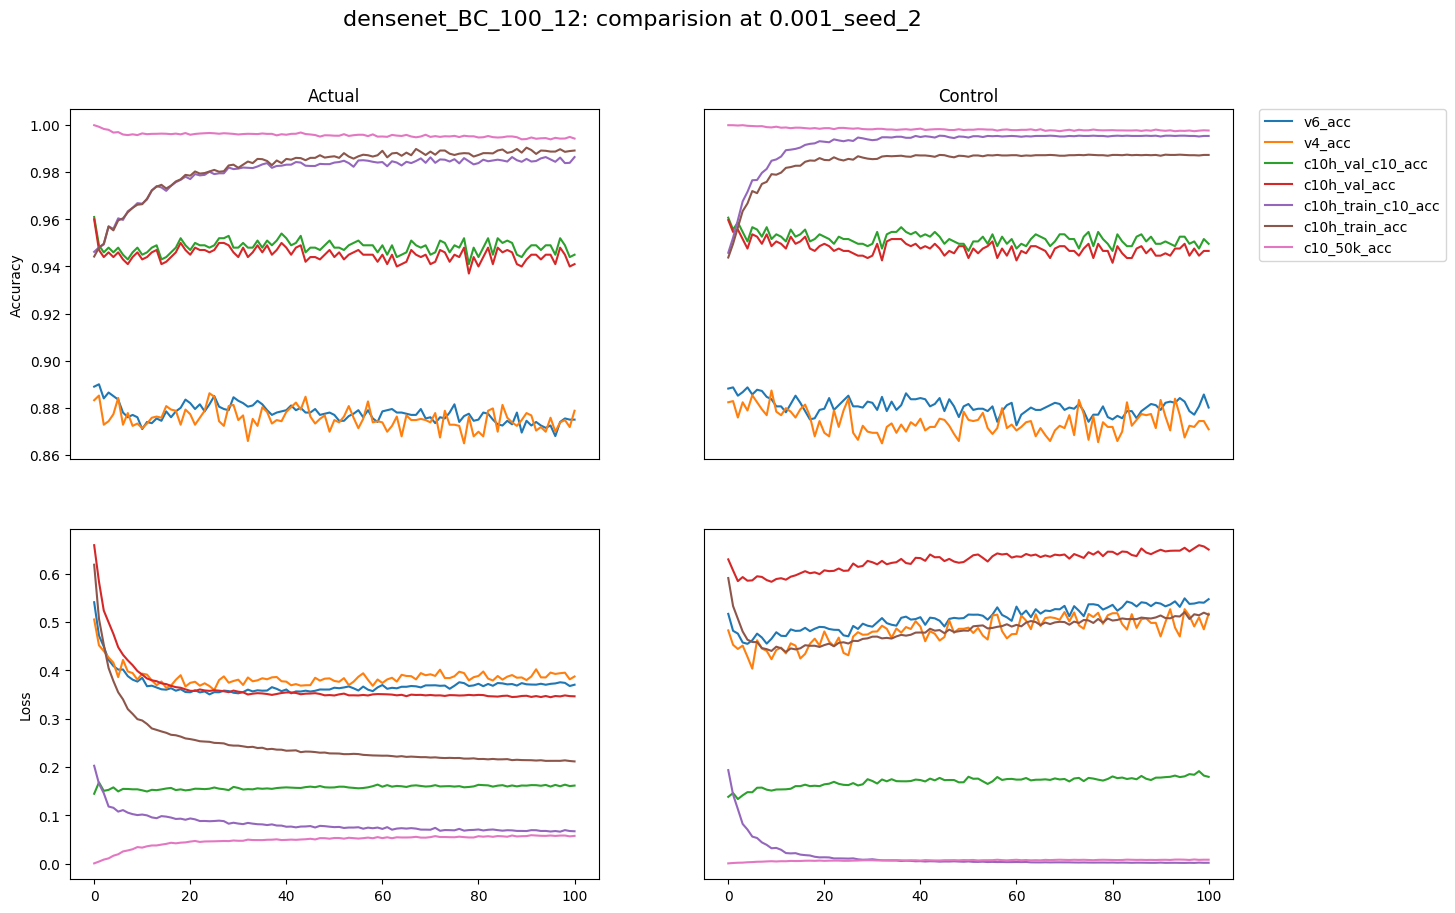 densenet_BC_100_12: comparision at 0.001_seed_2
Actual
Control
Accuracy
1.00
0.98
0.96
0.94
0.92
0.90
0.88
0.86
v6_acc
v4_acc
c10h_val_c10_acc
c10h_val_acc
c10h_train_c10_acc
c10h_train_acc
c10_50k_acc
Loss
0.6
0.5
0.4
0.3
0.2
0.1
0.0
0 20 40 60 80 100
0 20 40 60 80 100